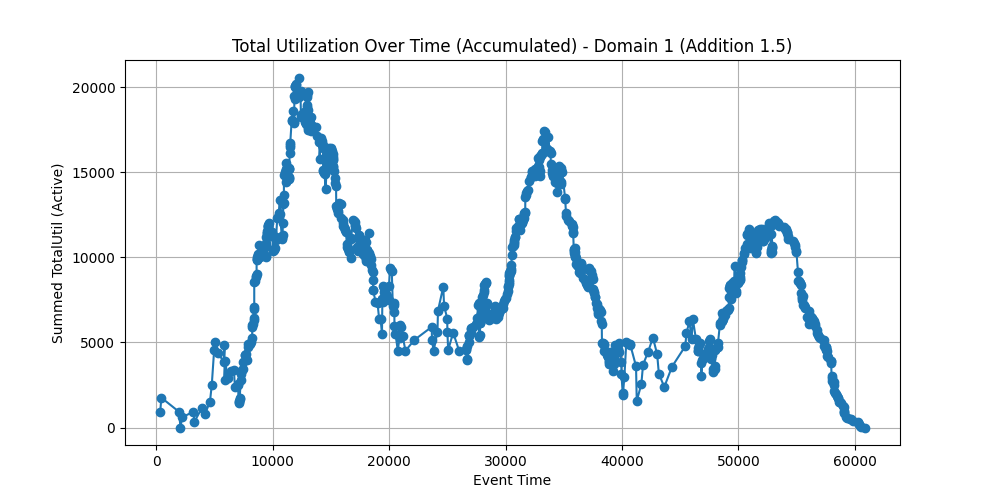 Total Utilization Over Time (Accumulated) - Domain 1 (Addition 1.5)
Summed TotalUtil (Active)
20000
15000
10000
5000
0
0 10000 20000 30000 40000 50000 60000
Event Time